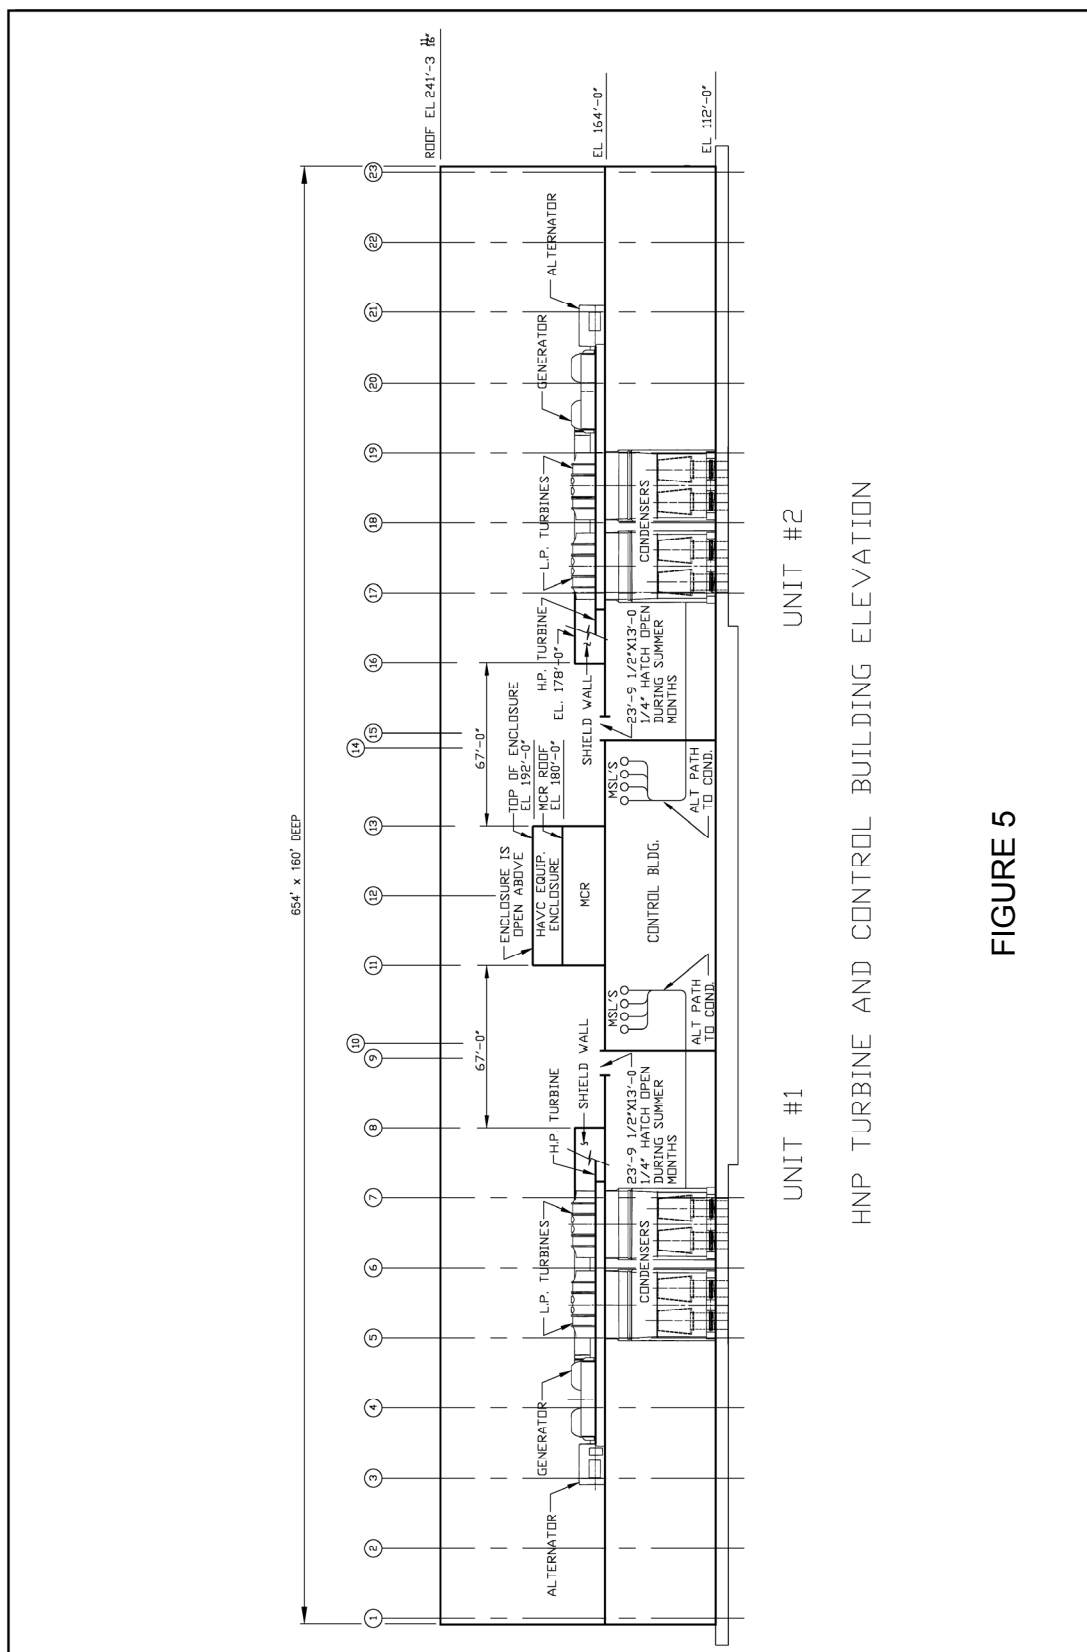 654' x 160' DEEP
1
2
3
4
5
6
7
8
9
10
11
12
13
14
15
16
17
18
19
20
21
22
23
ROOF EL 241'-3 11/16"
EL 164'-0"
EL 112'-0"
67'-0"
67'-0"
ENCLOSURE IS
OPEN ABOVE
TOP OF ENCLOSURE
EL 192'-0"
HAVC EQUIP.
ENCLOSURE
MCR ROOF
EL 180'-0"
MCR
ALTERNATOR
GENERATOR
L.P. TURBINES
H.P. TURBINE
SHIELD WALL
SHIELD WALL
H.P. TURBINE
EL. 178'-0"
L.P. TURBINES
GENERATOR
ALTERNATOR
CONDENSERS
23'-9 1/2"X13'-0
1/4" HATCH OPEN
DURING SUMMER
MONTHS
MSL'S
ALT PATH
TO COND.
CONTROL BLDG.
MSL'S
ALT PATH
TO COND.
23'-9 1/2"X13'-0
1/4" HATCH OPEN
DURING SUMMER
MONTHS
CONDENSERS
UNIT #1
UNIT #2
HNP TURBINE AND CONTROL BUILDING ELEVATION
FIGURE 5